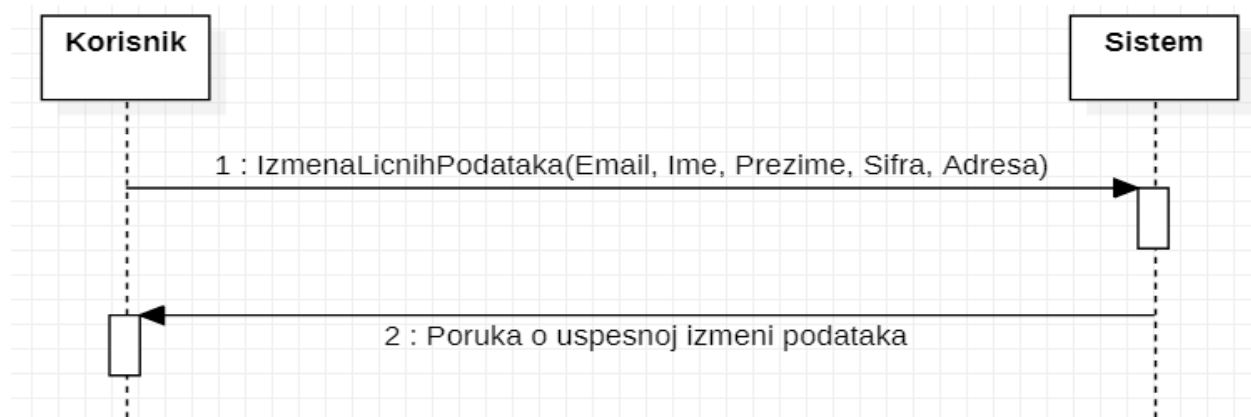 Korisnik
Sistem
1 : IzmenaLicnihPodataka(Email, Ime, Prezime, Sifra, Adresa)
2 : Poruka o uspesnoj izmeni podataka